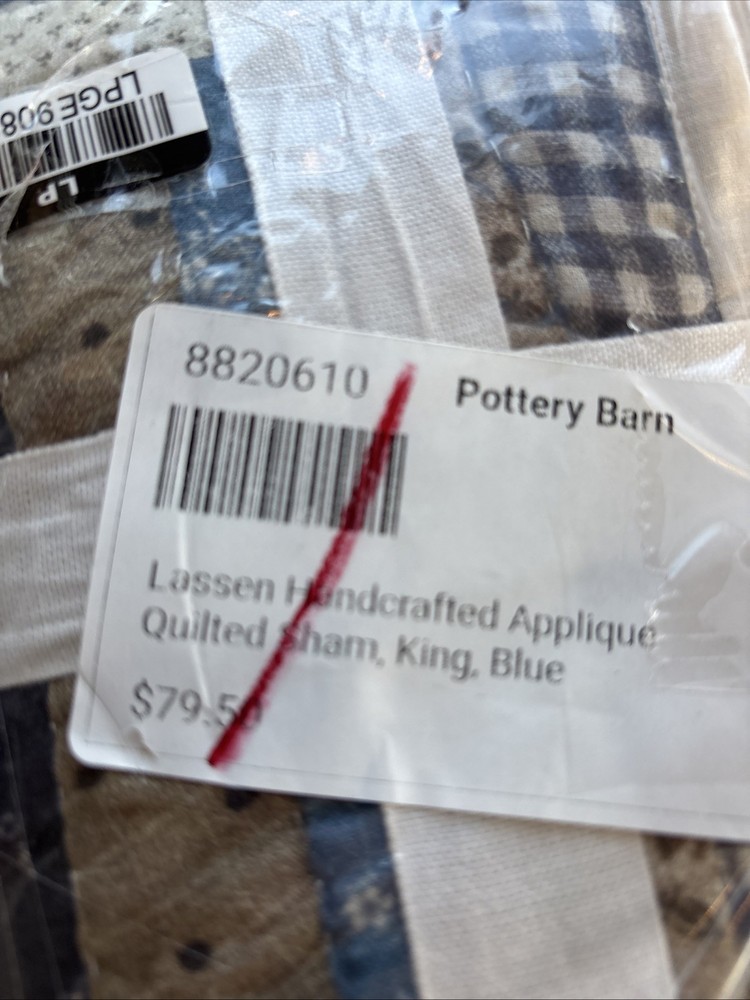 LPGE908
LP
8820610
Pottery Barn
Lassen Handcrafted Applique
Quilted Sham, King, Blue
$79.50